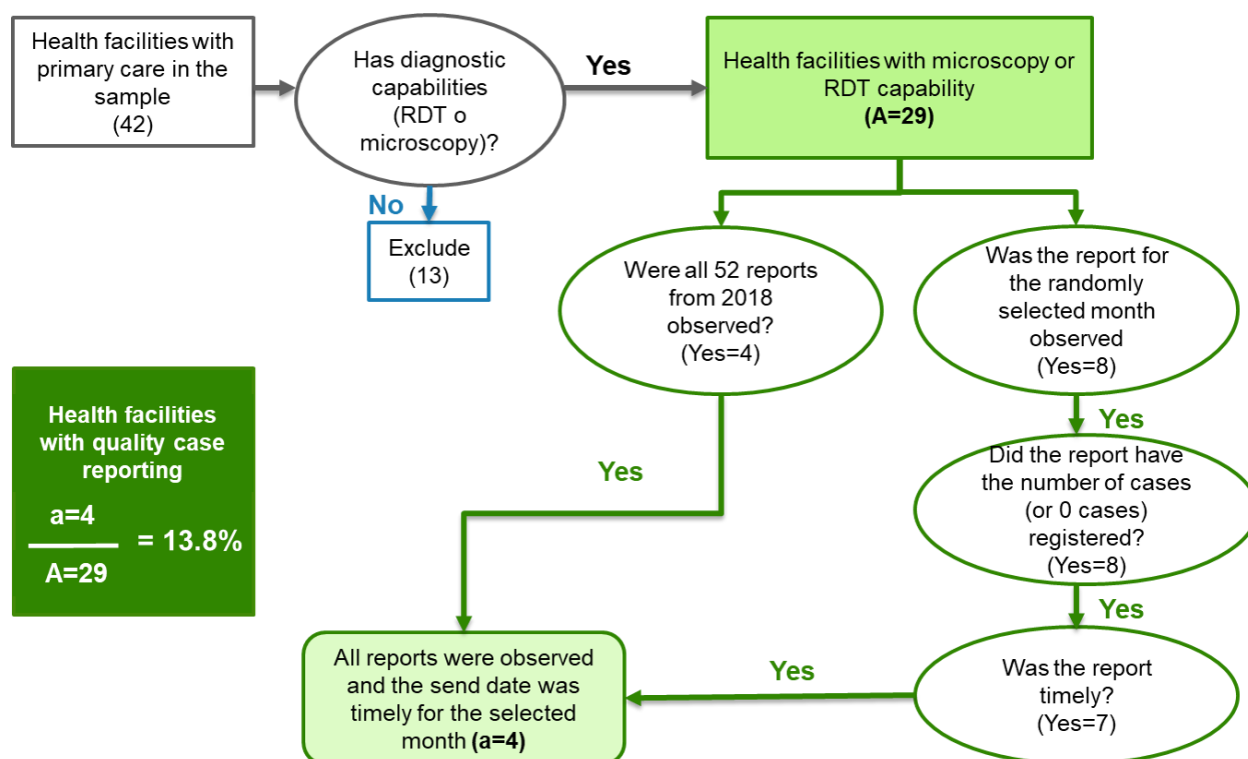 Health facilities with
primary care in the
sample
(42)
Has diagnostic
capabilities
(RDT o
microscopy)?
Yes
Health facilities with microscopy or
RDT capability
(A=29)
No
Exclude
(13)
Were all 52 reports
from 2018
observed?
(Yes=4)
Was the report for
the randomly
selected month
observed
(Yes=8)
Yes
Did the report have
the number of cases
(or 0 cases)
registered?
(Yes=8)
Yes
Was the report
timely?
(Yes=7)
Yes
Yes
All reports were observed
and the send date was
timely for the selected
month (a=4)
Health facilities
with quality case
reporting
a=4
= 13.8%
A=29